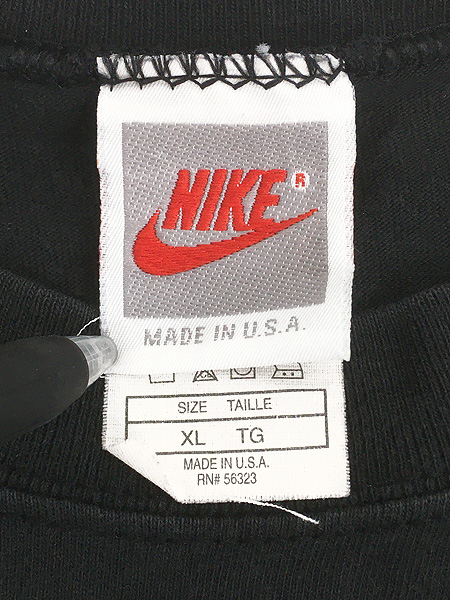 NIKE ®
MADE IN U.S.A.
SIZE TAILLE
XL TG
MADE IN U.S.A.
RN# 56323